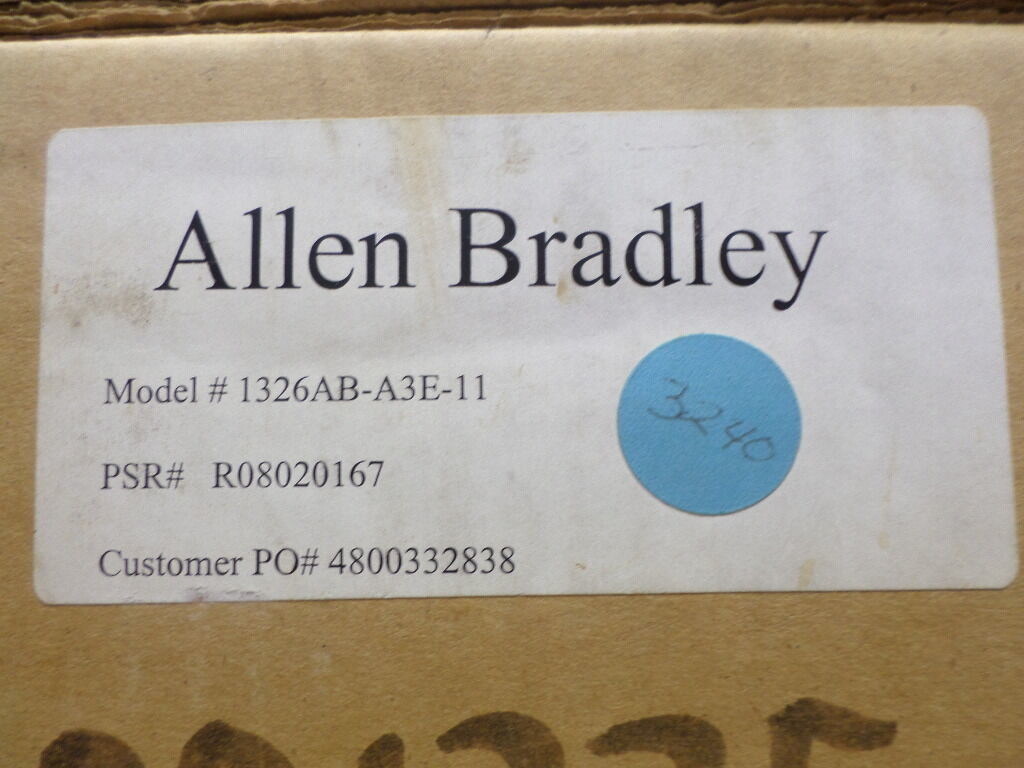 Allen Bradley
Model # 1326AB-A3E-11
3240
PSR# R08020167
Customer PO# 4800332838